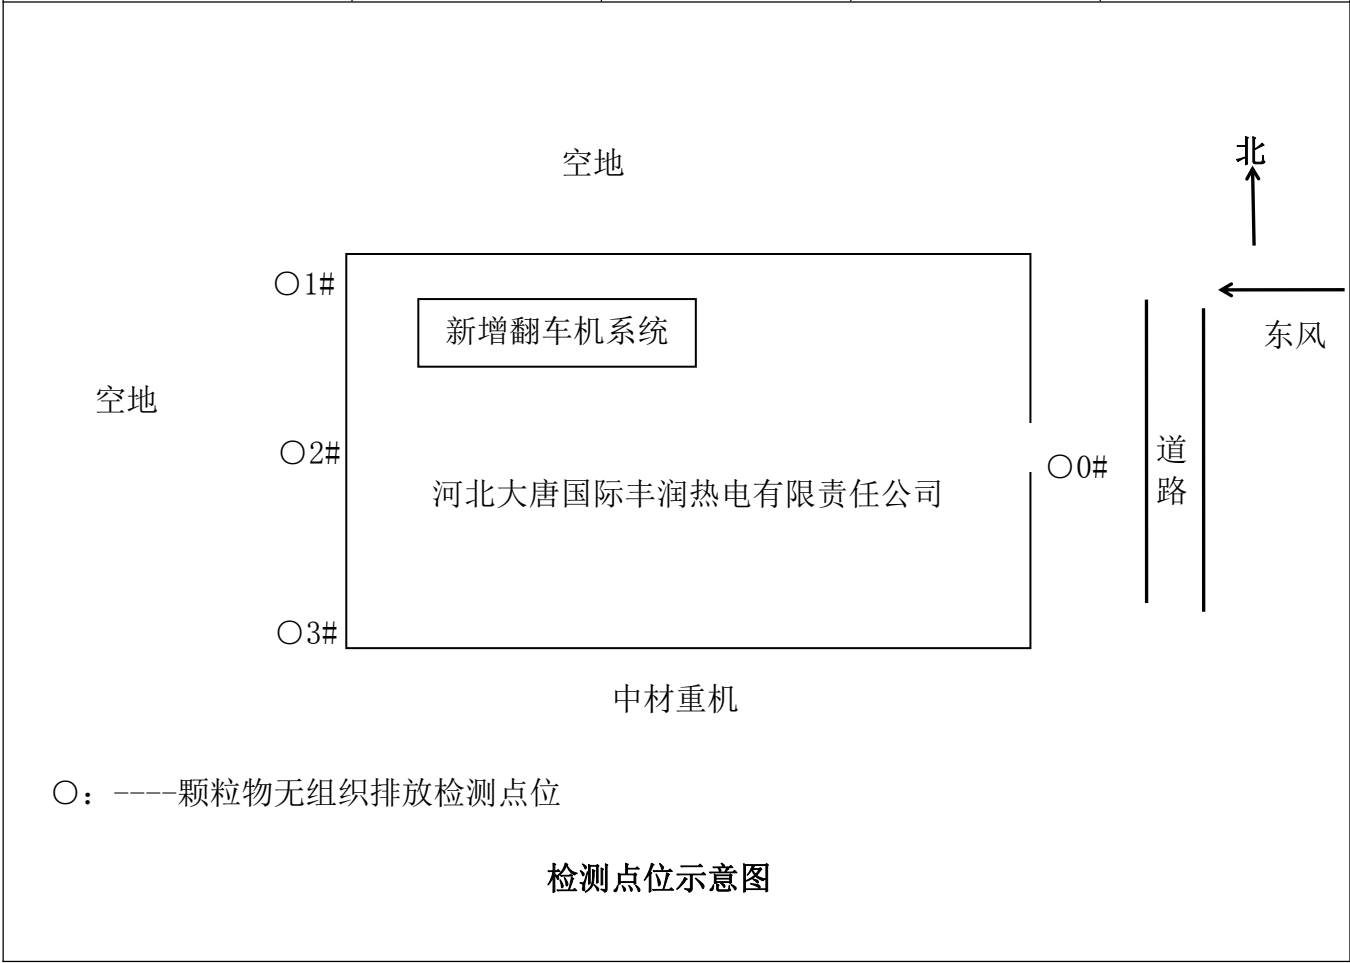 空地
北
○1#
新增翻车机系统
东风
空地
○2#
○0#
道路
河北大唐国际丰润热电有限责任公司
○3#
中材重机
○：----颗粒物无组织排放检测点位
检测点位示意图